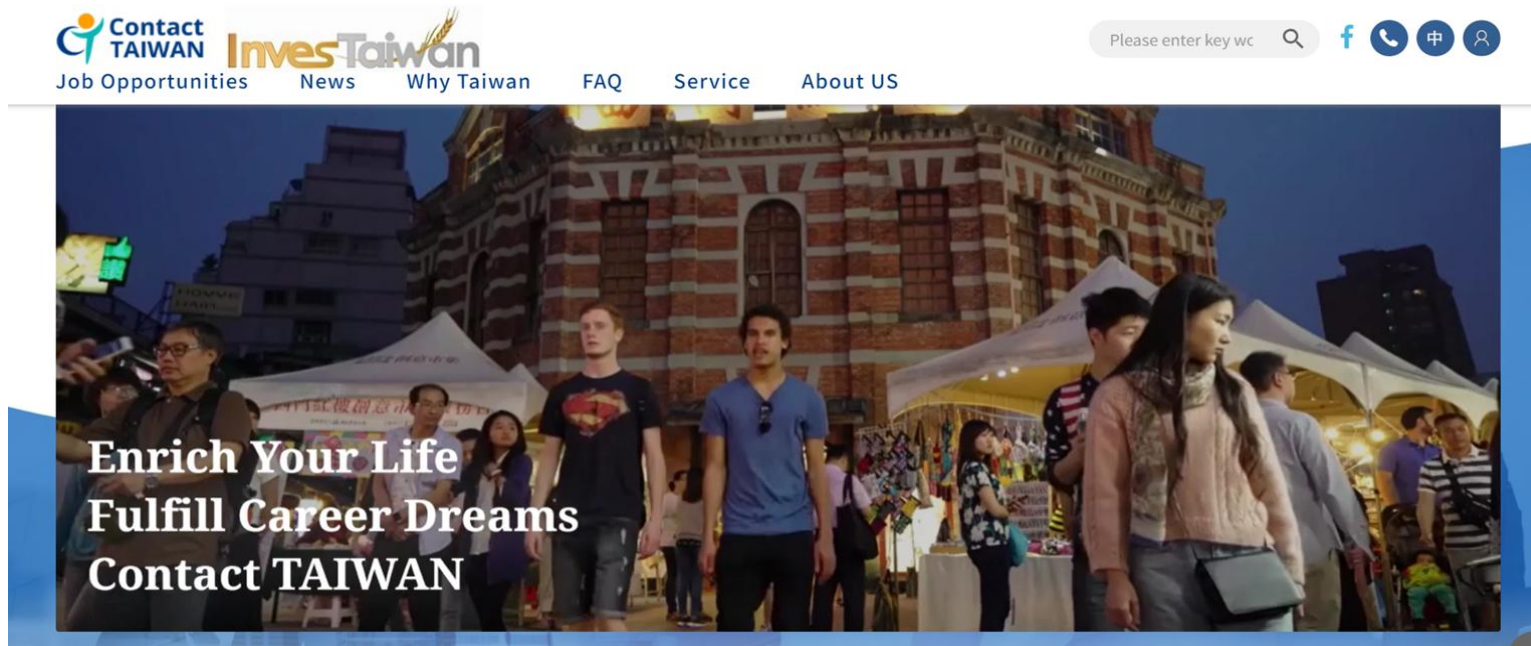 Contact
TAIWAN
InvesTaiwan
Please enter key wc
f
中
Job Opportunities
News
Why Taiwan
FAQ
Service
About US
Enrich Your Life
Fulfill Career Dreams
Contact TAIWAN